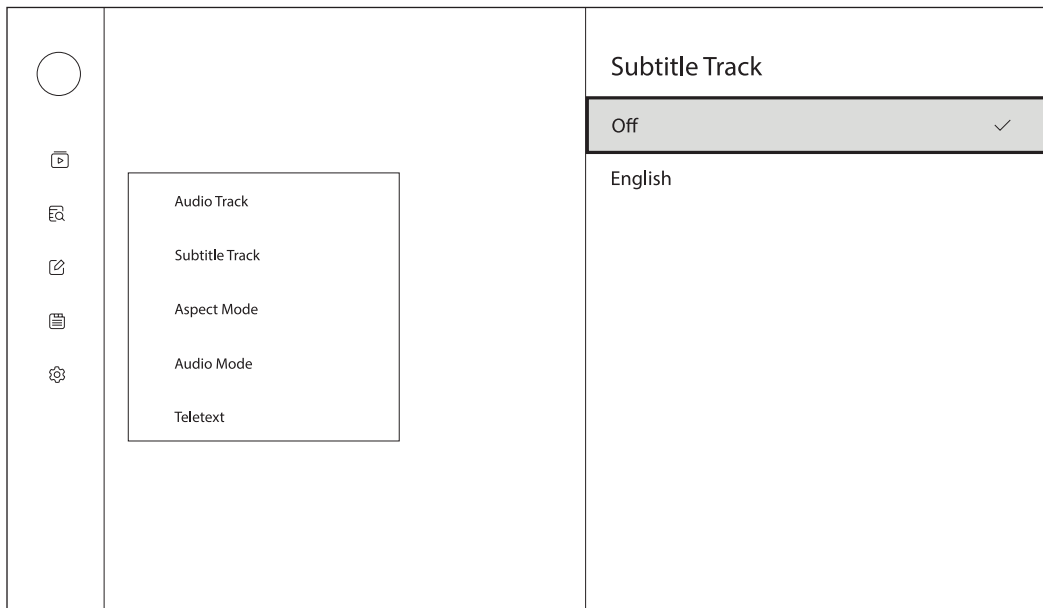 Audio Track
Subtitle Track
Aspect Mode
Audio Mode
Teletext
Subtitle Track
Off
English